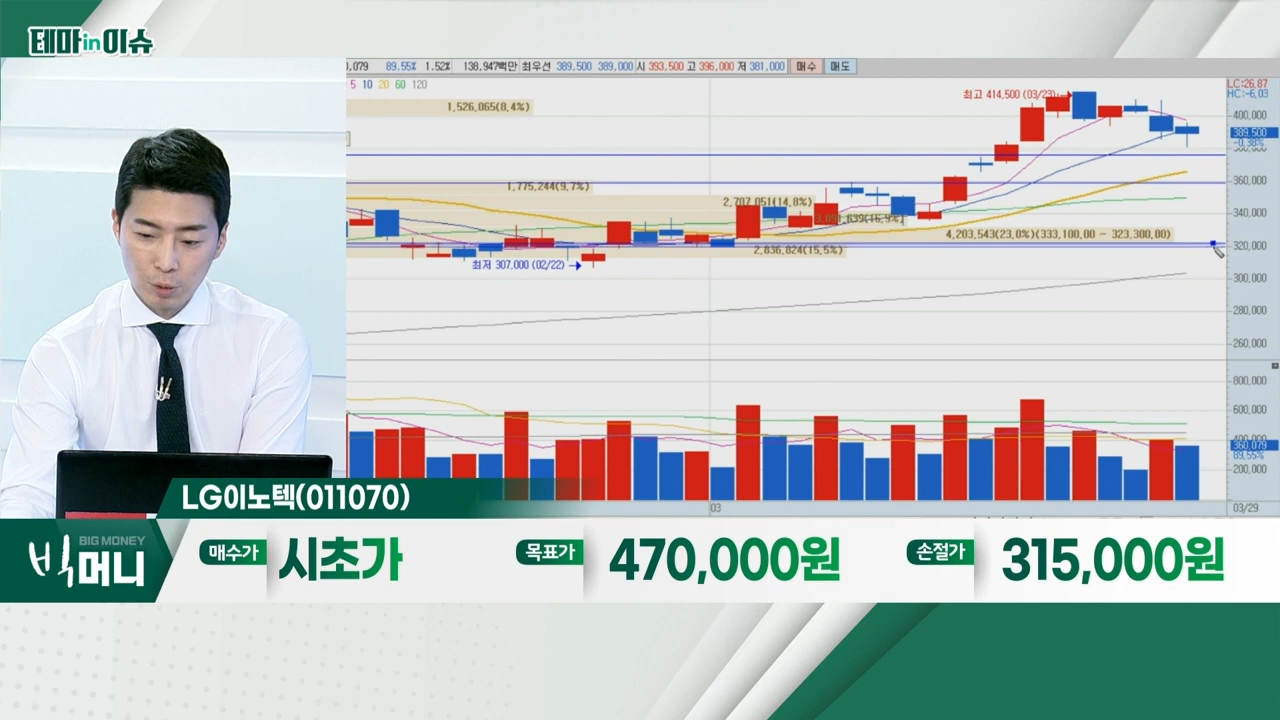 테마in이슈
,079 89.55% 1.52% 138,947백만 최우선 389,500 389,000 시 393,500 고 396,000 저 381,000 매수 매도
5 10 20 60 120
LC:26.87
HC:-6.03
최고 414,500 (03/23)
1,526,065(8.4%)
400,000
389,500
-0.38%
380,000
1,775,244(9.7%)
360,000
2,707,051(14.8%)
340,000
3,091,639(16.9%)
4,203,543(23.0%)(333,100.00 - 323,300.00)
2,836,824(15.5%)
320,000
최저 307,000 (02/22)
300,000
280,000
260,000
800,000
600,000
400,000
360,079
89.55%
200,000
03
03/29
LG이노텍(011070)
BIG MONEY
빅머니
매수가 시초가 목표가 470,000원 손절가 315,000원